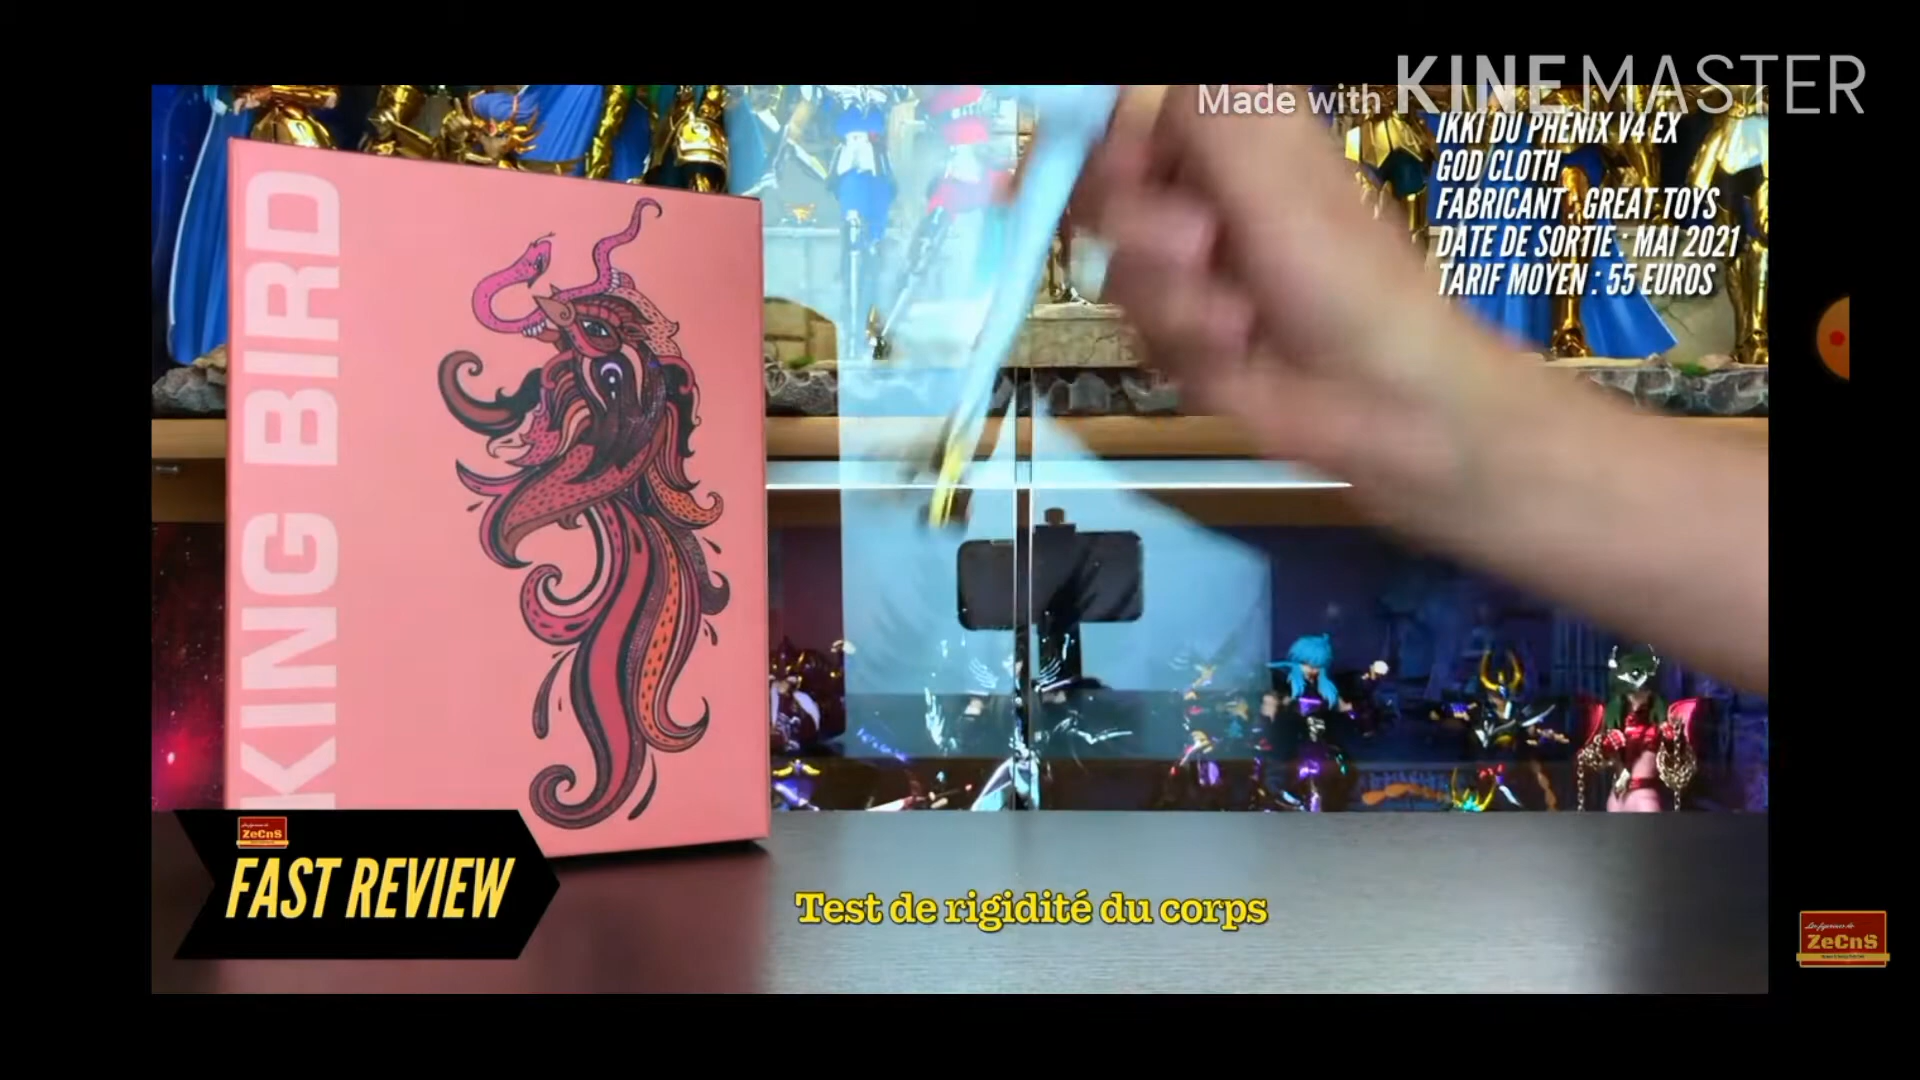 Made with KINEMASTER
IKKI DU PHENIX V4 EX
GOD CLOTH
FABRICANT : GREAT TOYS
DATE DE SORTIE : MAI 2021
TARIF MOYEN : 55 EUROS
KING BIRD
ZeCnS
FAST REVIEW
Test de rigidité du corps
ZeCnS